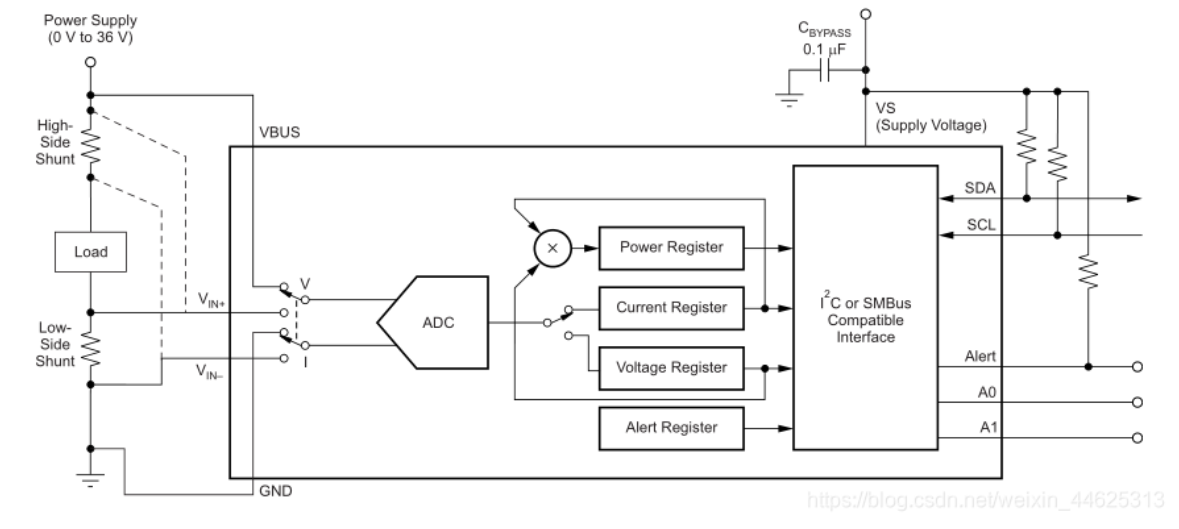 Power Supply
(0 V to 36 V)
CBYPASS
0.1 µF
VS
(Supply Voltage)
High-
Side
Shunt
VBUS
SDA
SCL
Load
×
Power Register
V
VIN+
ADC
Current Register
I2C or SMBus
Compatible
Interface
Low-
Side
Shunt
VIN–
I
Voltage Register
Alert
A0
Alert Register
A1
GND
https://blog.csdn.net/weixin_44625313